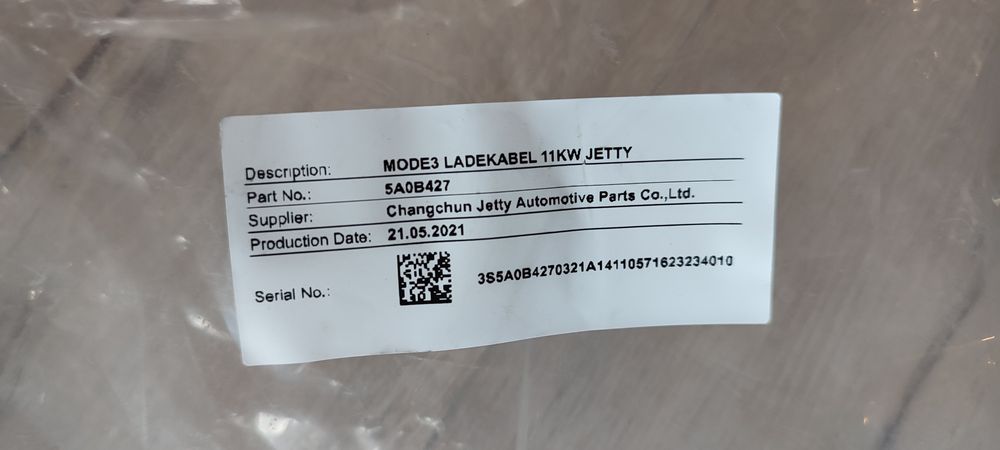 Description: MODE3 LADEKABEL 11KW JETTY
Part No.: 5A0B427
Supplier: Changchun Jetty Automotive Parts Co.,Ltd.
Production Date: 21.05.2021
Serial No.: 3S5A0B4270321A14110571623234010